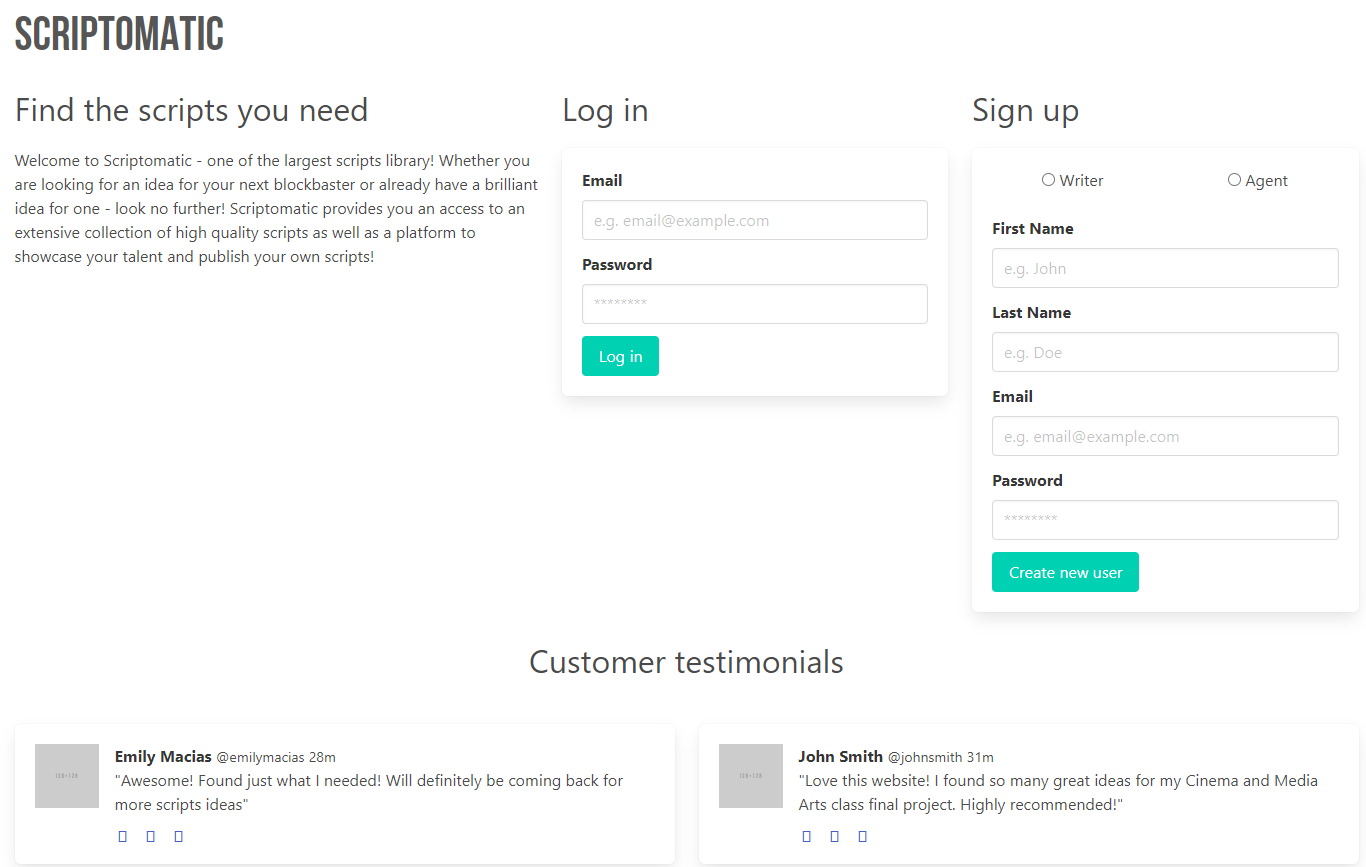 SCRIPTOMATIC
Find the scripts you need
Welcome to Scriptomatic - one of the largest scripts library! Whether you
are looking for an idea for your next blockbaster or already have a brilliant
idea for one - look no further! Scriptomatic provides you an access to an
extensive collection of high quality scripts as well as a platform to
showcase your talent and publish your own scripts!
Log in
Email
e.g. email@example.com
Password
********
Log in
Sign up
Writer
Agent
First Name
e.g. John
Last Name
e.g. Doe
Email
e.g. email@example.com
Password
********
Create new user
Customer testimonials
128×128
Emily Macias @emilymacias 28m
"Awesome! Found just what I needed! Will definitely be coming back for
more scripts ideas"
128×128
John Smith @johnsmith 31m
"Love this website! I found so many great ideas for my Cinema and Media
Arts class final project. Highly recommended!"